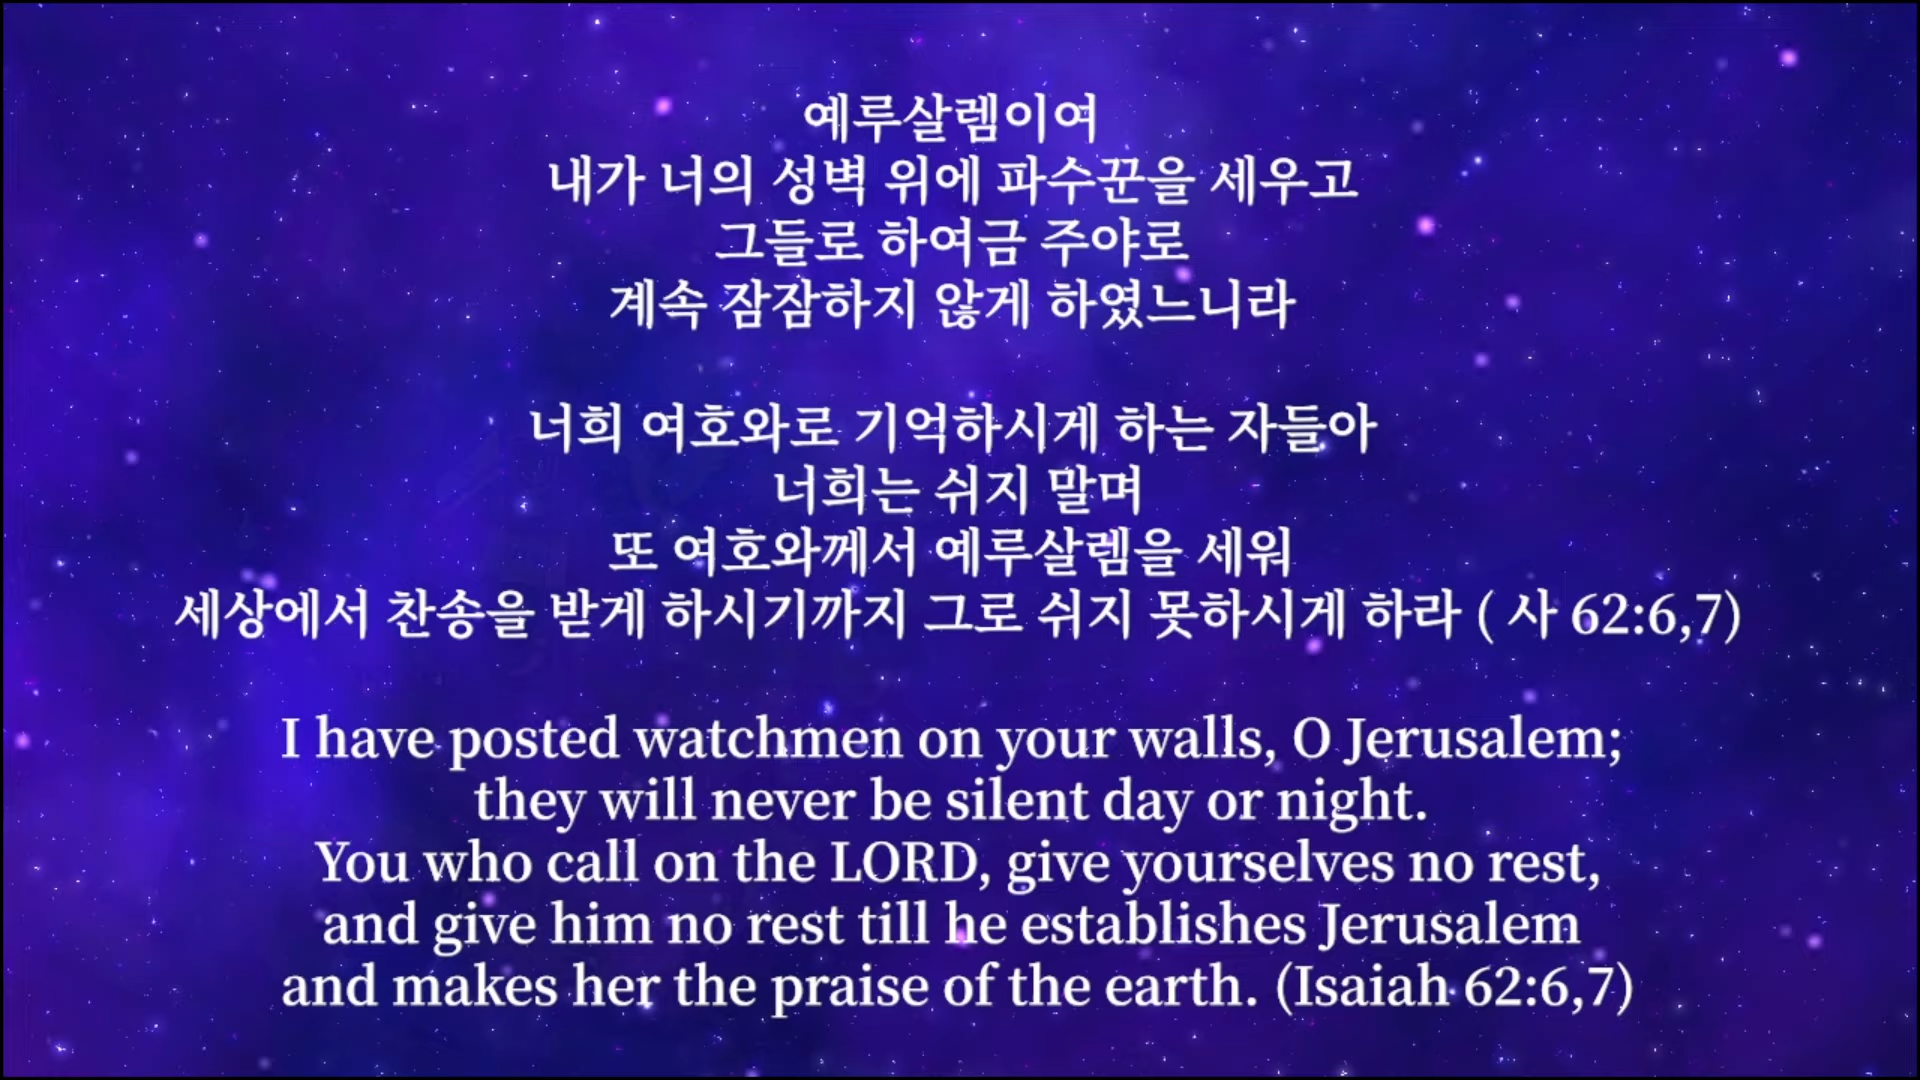 예루살렘이여
내가 너의 성벽 위에 파수꾼을 세우고
그들로 하여금 주야로
계속 잠잠하지 않게 하였느니라
너희 여호와로 기억하시게 하는 자들아
너희는 쉬지 말며
또 여호와께서 예루살렘을 세워
세상에서 찬송을 받게 하시기까지 그로 쉬지 못하시게 하라 ( 사 62:6,7)
I have posted watchmen on your walls, O Jerusalem;
they will never be silent day or night.
You who call on the LORD, give yourselves no rest,
and give him no rest till he establishes Jerusalem
and makes her the praise of the earth. (Isaiah 62:6,7)